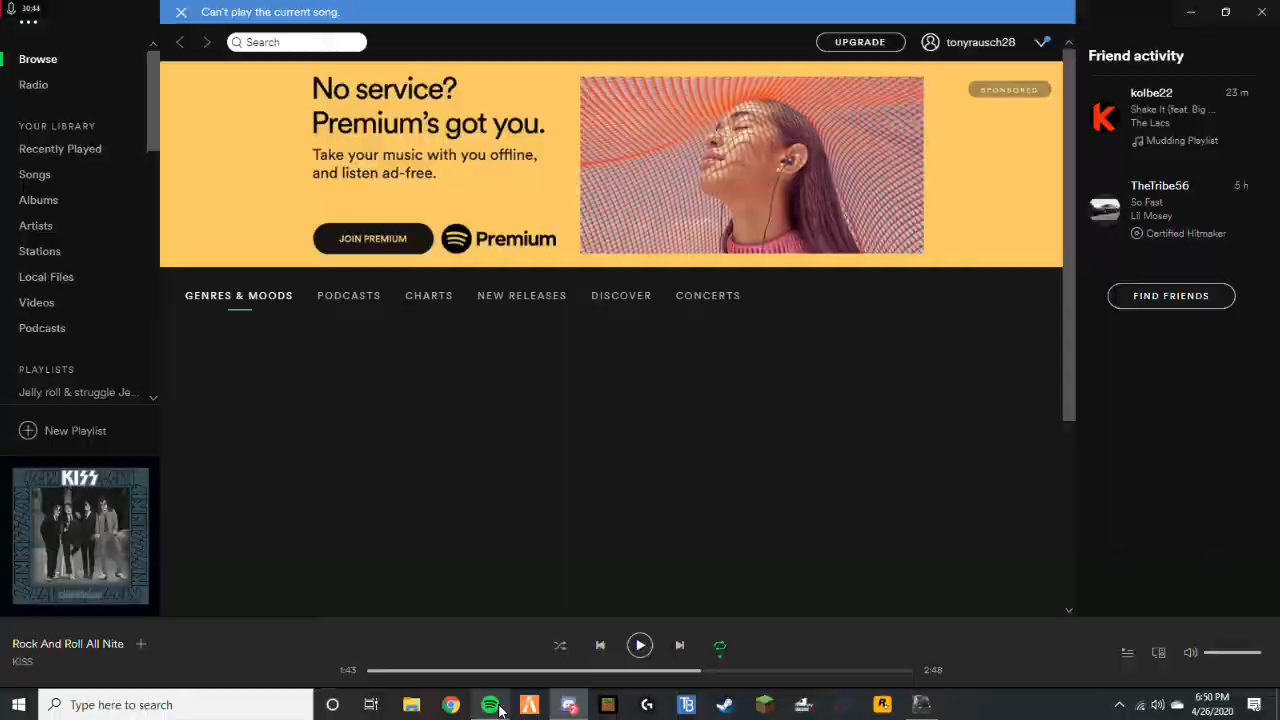 30:44
Can't play the current song.
Search
UPGRADE
tonyrausch28
Browse
Radio
YOUR LIBRARY
Recently Played
Songs
Albums
Artists
Stations
Local Files
Videos
Podcasts
PLAYLISTS
Jelly roll & struggle Je...
New Playlist
KISS
Rock And Roll All Nite
KISS
No service?
Premium's got you.
Take your music with you offline,
and listen ad-free.
JOIN PREMIUM
Premium
SPONSORED
GENRES & MOODS PODCASTS CHARTS NEW RELEASES DISCOVER CONCERTS
Friend activity
kolbe22 23 m
Shake It (feat. Big ...
The Lacs
Mudding Playlist
TheTribe56 5 h
So Fast
Lil Mosey
Certified Hitmaker
FIND FRIENDS
1:43 2:48
Type here to search
TB
6:50 PM
4/26/2020